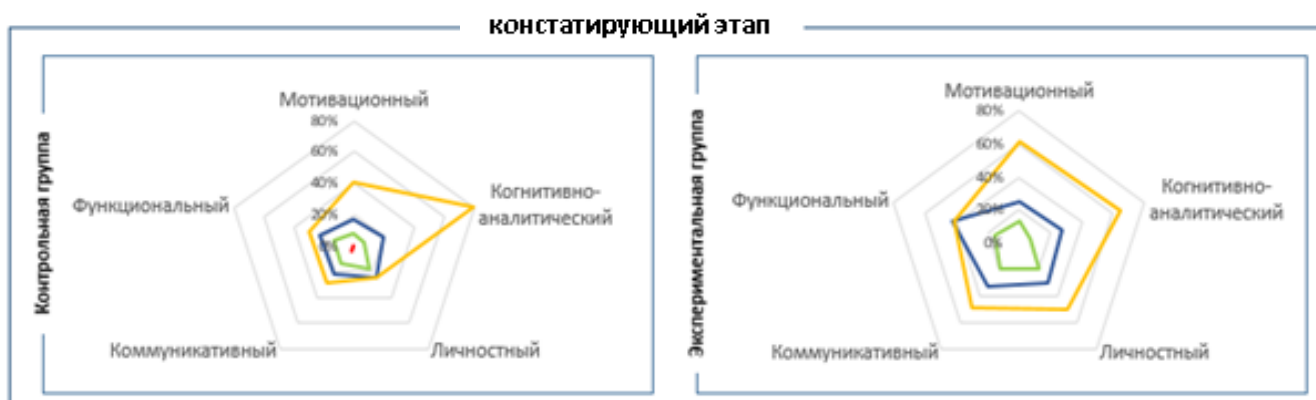 констатирующий этап
Контрольная группа
Мотивационный
80%
60%
40%
20%
0%
Когнитивно-
аналитический
Функциональный
Коммуникативный
Личностный
Экспериментальная группа
Мотивационный
80%
60%
40%
20%
0%
Когнитивно-
аналитический
Функциональный
Коммуникативный
Личностный